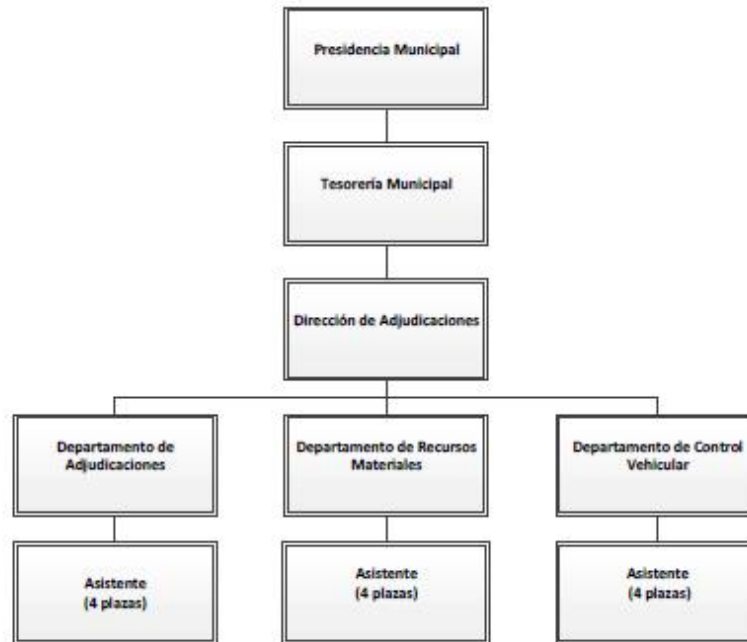 Presidencia Municipal
Tesorería Municipal
Dirección de Adjudicaciones
Departamento de
Adjudicaciones
Departamento de Recursos
Materiales
Departamento de Control
Vehicular
Asistente
(4 plazas)
Asistente
(4 plazas)
Asistente
(4 plazas)